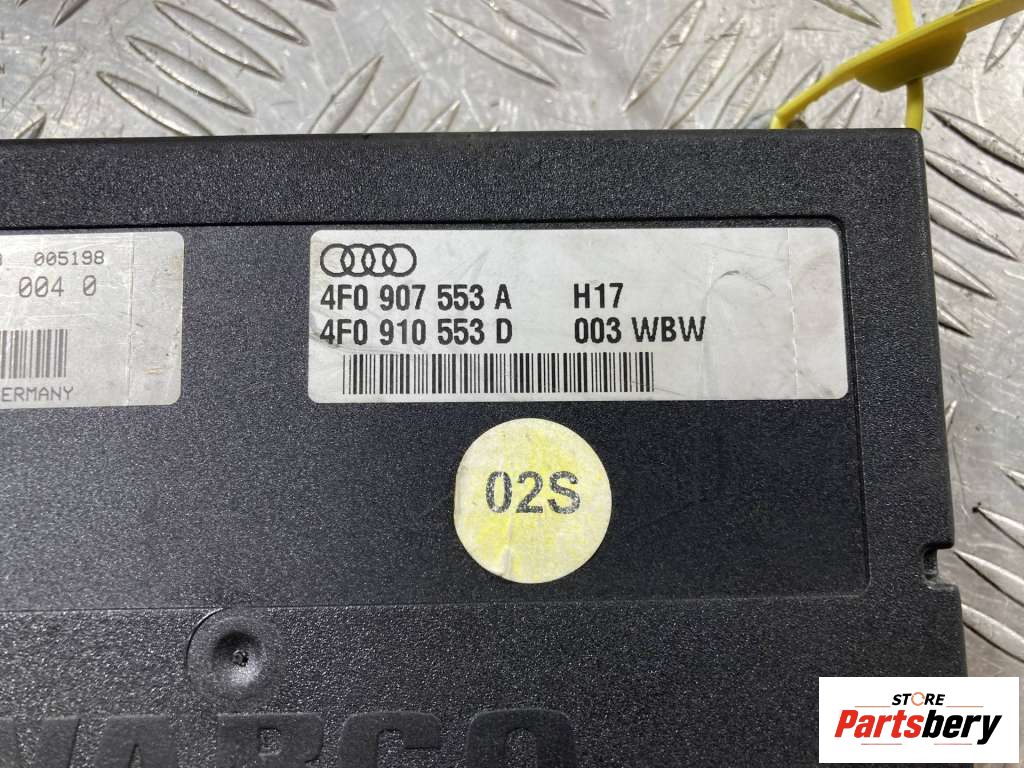 005198
004 0
ERMANY
4F0 907 553 A H17
4F0 910 553 D 003 WBW
02S
STORE
Partsbery